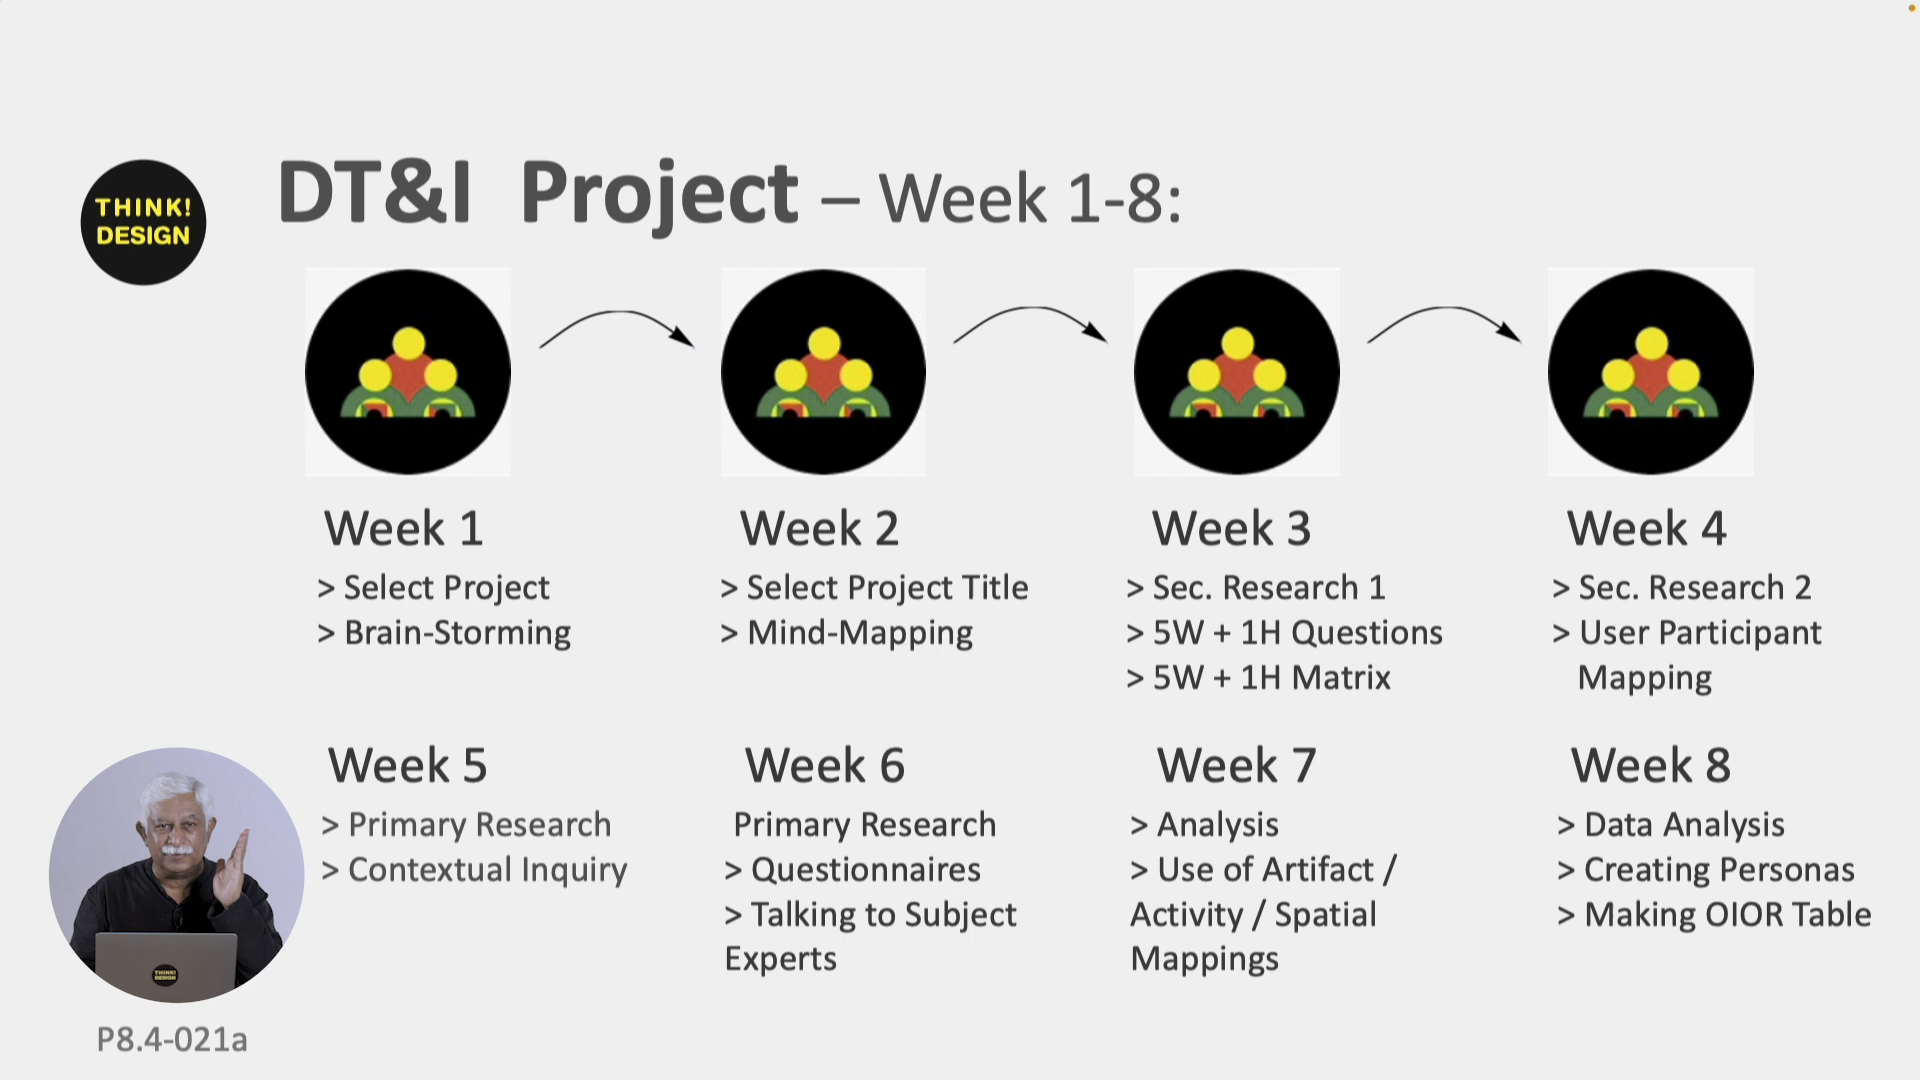 THINK!
DESIGN
DT&I Project – Week 1-8:
Week 1
> Select Project
> Brain-Storming
Week 2
> Select Project Title
> Mind-Mapping
Week 3
> Sec. Research 1
> 5W + 1H Questions
> 5W + 1H Matrix
Week 4
> Sec. Research 2
> User Participant
Mapping
Week 5
> Primary Research
> Contextual Inquiry
Week 6
Primary Research
> Questionnaires
> Talking to Subject
Experts
Week 7
> Analysis
> Use of Artifact /
Activity / Spatial
Mappings
Week 8
> Data Analysis
> Creating Personas
> Making OIOR Table
THINK!
DESIGN
P8.4-021a